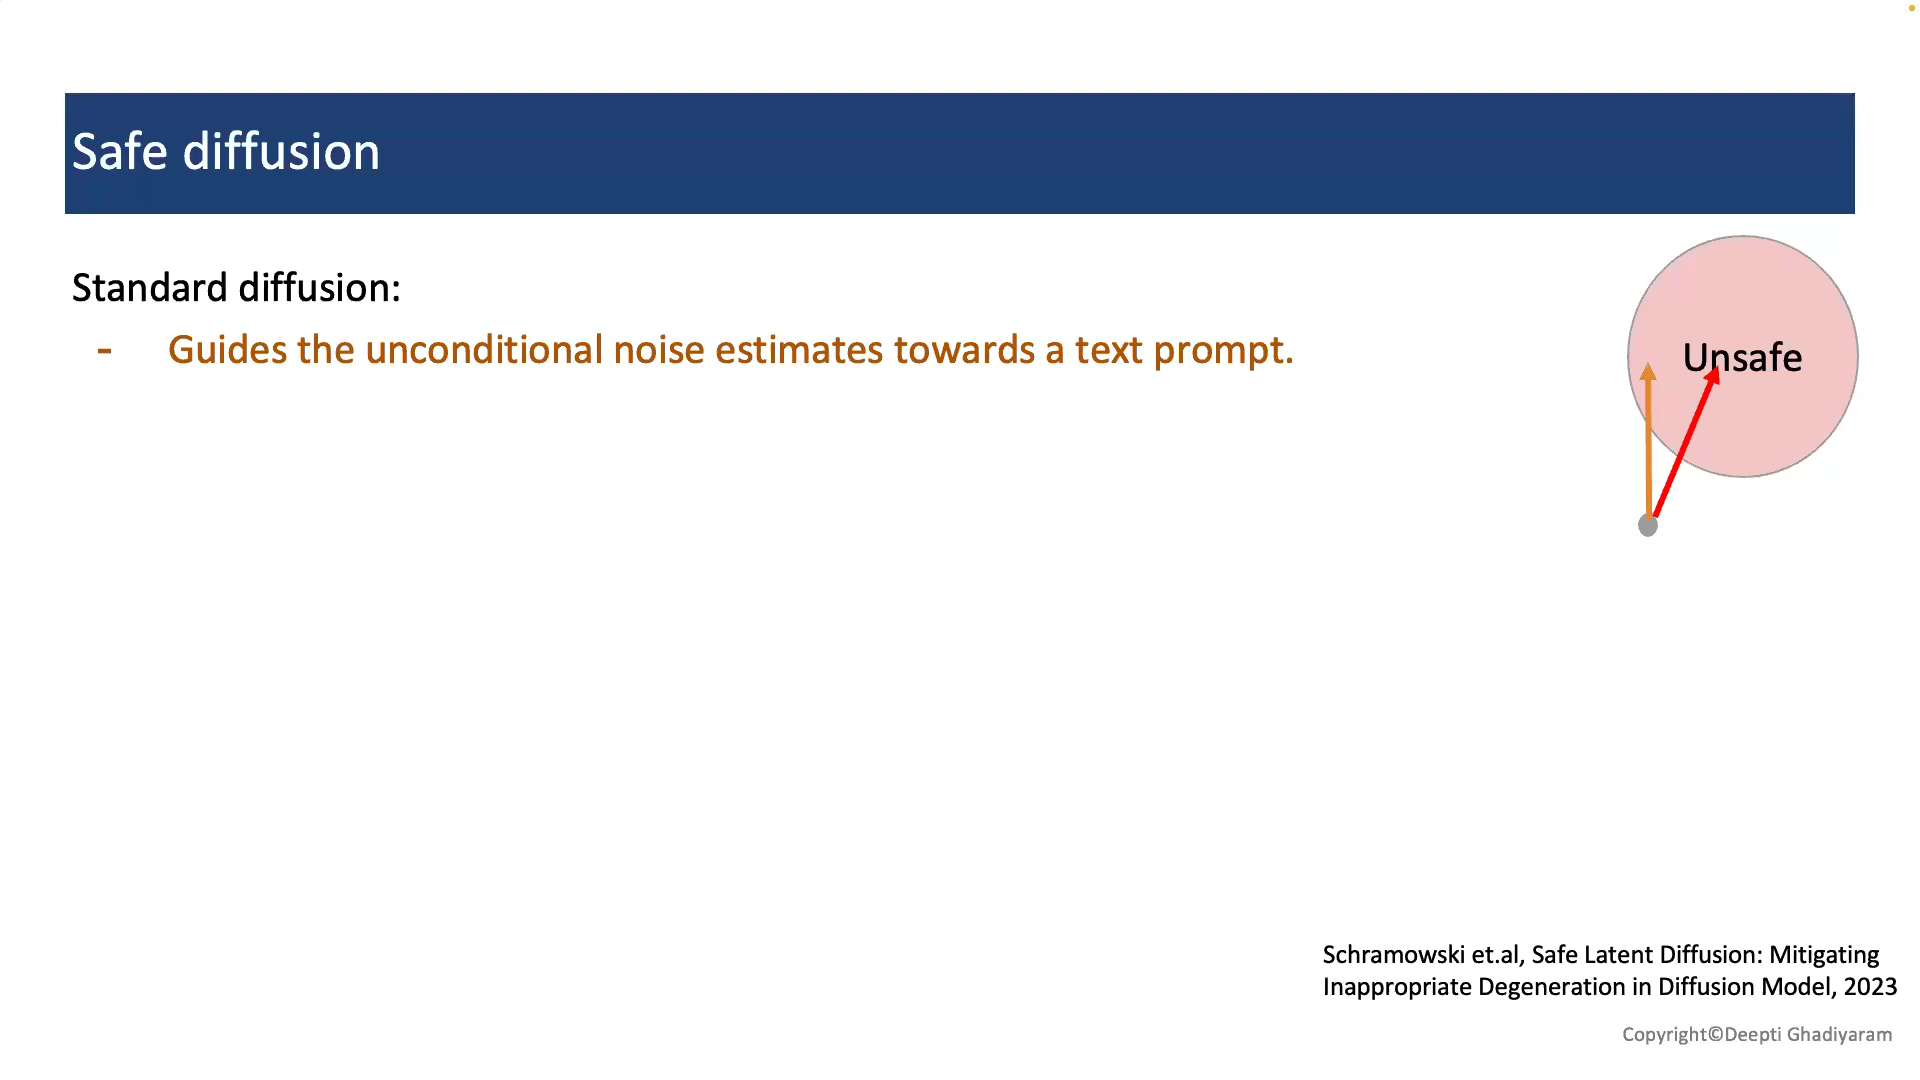 Safe diffusion
Standard diffusion:
- Guides the unconditional noise estimates towards a text prompt.
Unsafe
Schramowski et.al, Safe Latent Diffusion: Mitigating
Inappropriate Degeneration in Diffusion Model, 2023
Copyright©Deepti Ghadiyaram